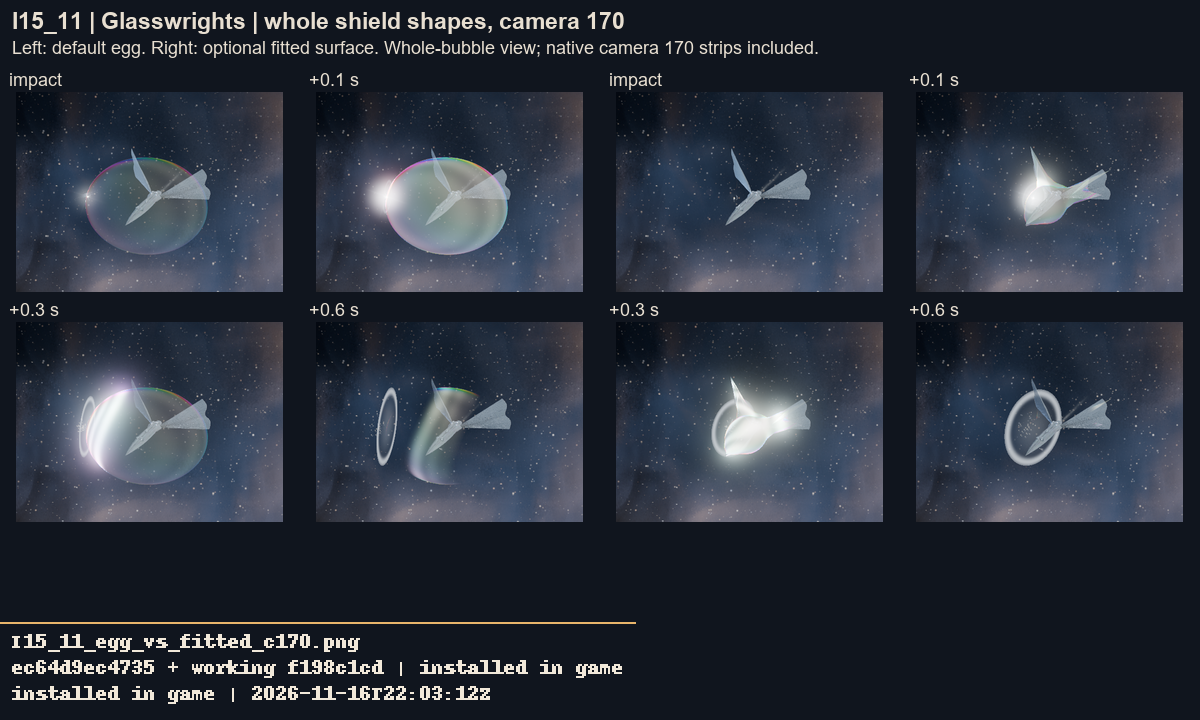 I15_11 | Glasswrights | whole shield shapes, camera 170
Left: default egg. Right: optional fitted surface. Whole-bubble view; native camera 170 strips included.
impact +0.1 s impact +0.1 s
+0.3 s +0.6 s +0.3 s +0.6 s
I15_11_egg_vs_fitted_c170.png
ec64d9ec4735 + working f198c1cd | installed in game
installed in game | 2026-11-16T22:03:12Z